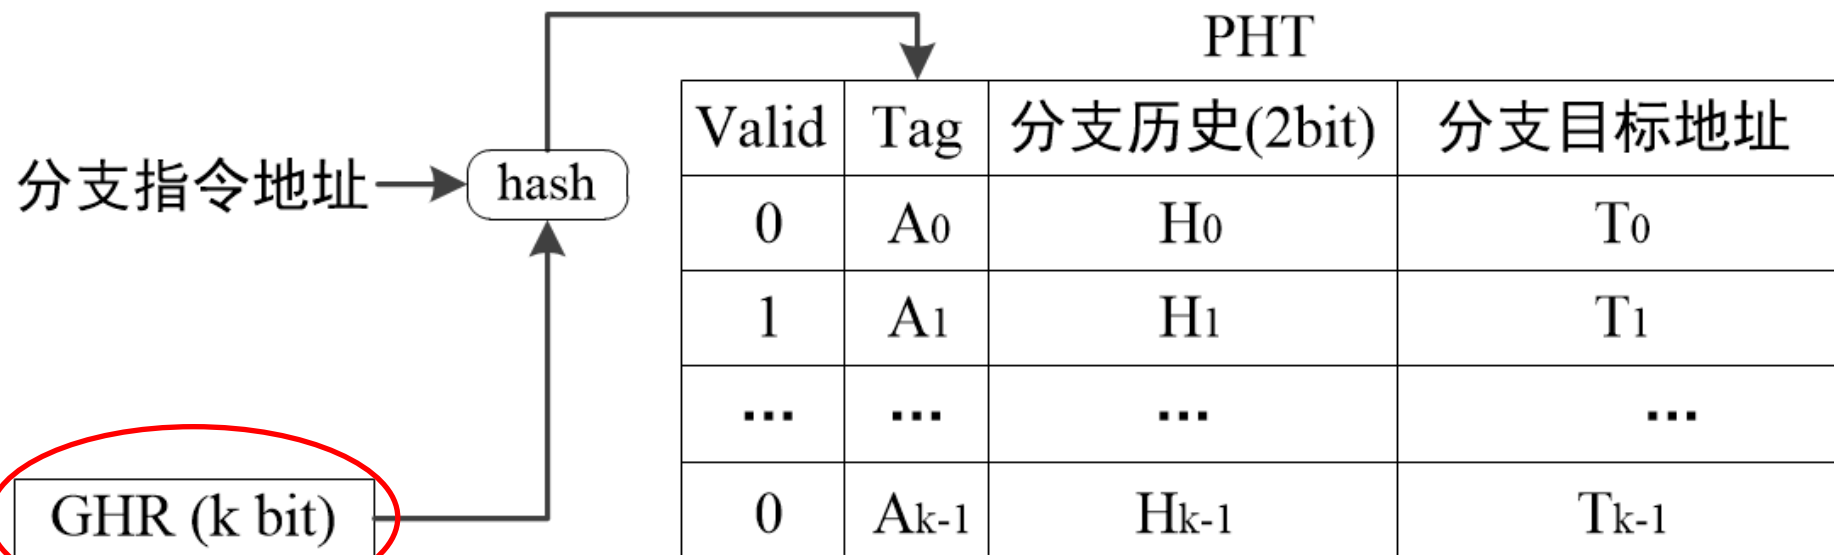 PHT
Valid Tag 分支历史(2bit) 分支目标地址
分支指令地址 hash
0 A0 H0 T0
1 A1 H1 T1
... ... ... ...
GHR (k bit) 0 Ak-1 Hk-1 Tk-1